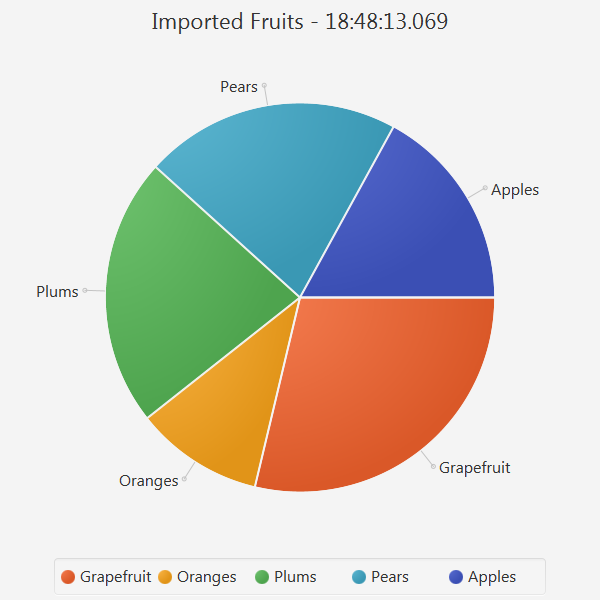 Imported Fruits - 18:48:13.069
Pears
Apples
Plums
Grapefruit
Oranges
Grapefruit Oranges Plums Pears Apples